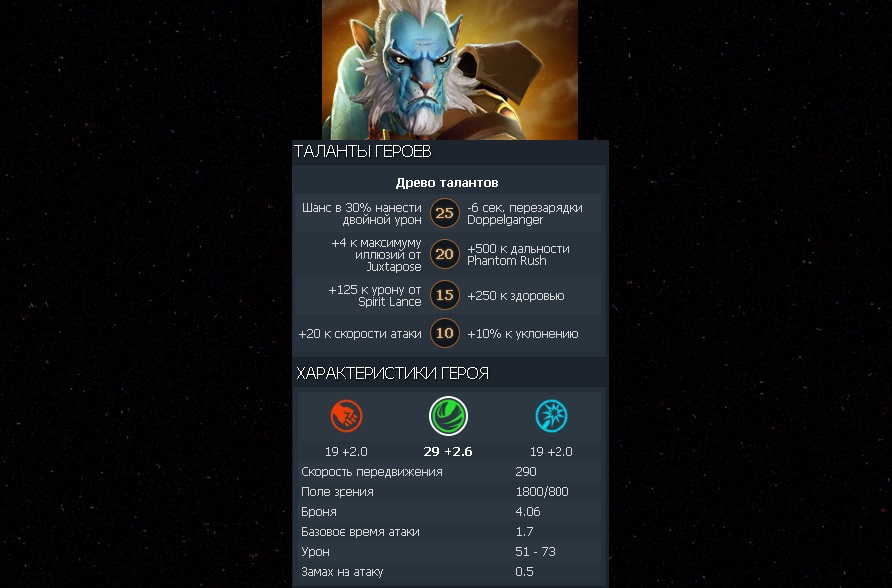 ТАЛАНТЫ ГЕРОЕВ
Древо талантов
Шанс в 30% нанести
двойной урон
25
-6 сек. перезарядки
Doppelganger
+4 к максимуму
иллюзий от
Juxtapose
20
+500 к дальности
Phantom Rush
+125 к урону от
Spirit Lance
15
+250 к здоровью
+20 к скорости атаки
10
+10% к уклонению
ХАРАКТЕРИСТИКИ ГЕРОЯ
19 +2.0 29 +2.6 19 +2.0
Скорость передвижения 290
Поле зрения 1800/800
Броня 4.06
Базовое время атаки 1.7
Урон 51 - 73
Замах на атаку 0.5